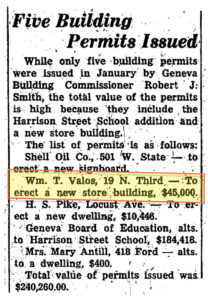 Five Building
Permits Issued
While only five building permits
were issued in January by Geneva
Building Commissioner Robert J.
Smith, the total value of the permits
is high because they include the
Harrison Street School addition and
a new store building.
The list of permits is as follows:
Shell Oil Co., 501 W. State — to
erect a new signboard.
Wm. T. Valos, 19 N. Third — To
erect a new store building, $45,000.
H. S. Pike, Locust Ave. — To er-
ect a new dwelling, $10,446.
Geneva Board of Education, alts.
to Harrison Street School, $184,418.
Mrs. Mary Antill, 418 Ford — alts.
to a dwelling, $400.
Total value of permits issued was
$240,260.00.